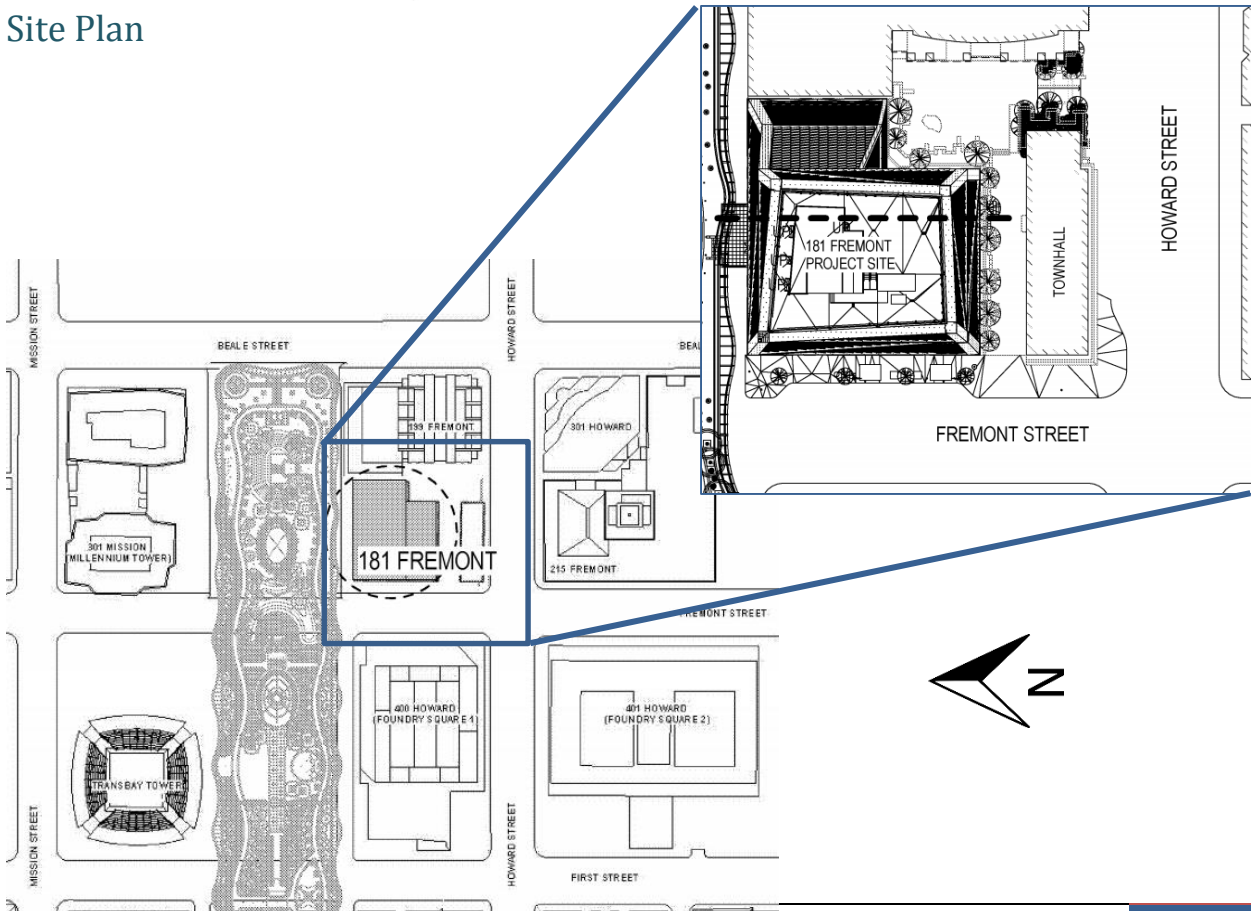 Site Plan
HOWARD STREET
UP
UP
UP
181 FREMONT
PROJECT SITE
TOWNHALL
FREMONT STREET
MISSION STREET
BEALE STREET
HOWARD STREET
BEAL
199 FREMONT
301 HOWARD
301 MISSION
(MILLENNIUM TOWER)
181 FREMONT
215 FREMONT
FREMONT STREET
N
400 HOWARD
(FOUNDRY SQUARE 1)
401 HOWARD
(FOUNDRY SQUARE 2)
TRANSBAY TOWER
MISSION STREET
HOWARD STREET
FIRST STREET